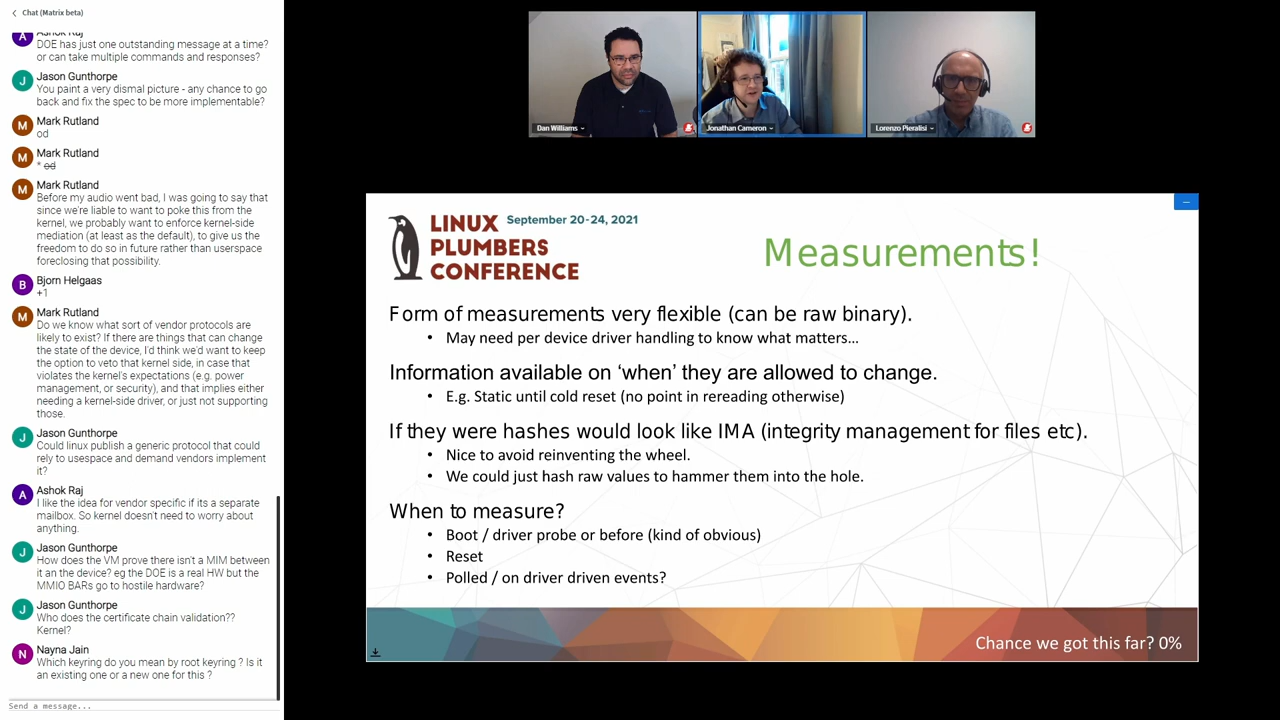 Chat (Matrix beta)
Ashok Raj
DOE has just one outstanding message at a time?
or can take multiple commands and responses?
J
Jason Gunthorpe
You paint a very dismal picture - any chance to go
back and fix the spec to be more implementable?
M
Mark Rutland
od
M
Mark Rutland
* od
M
Mark Rutland
Before my audio went bad, I was going to say that
since we're liable to want to poke this from the
kernel, we probably want to enforce kernel-side
mediation (at least as the default), to give us the
freedom to do so in future rather than userspace
foreclosing that possibility.
B
Bjorn Helgaas
+1
M
Mark Rutland
Do we know what sort of vendor protocols are
likely to exist? If there are things that can change
the state of the device, I'd think we'd want to keep
the option to veto that kernel side, in case that
violates the kernel's expectations (e.g. power
management, or security), and that implies either
needing a kernel-side driver, or just not supporting
those.
J
Jason Gunthorpe
Could linux publish a generic protocol that could
rely to usespace and demand vendors implement
it?
A
Ashok Raj
I like the idea for vendor specific if its a separate
mailbox. So kernel doesn't need to worry about
anything.
J
Jason Gunthorpe
How does the VM prove there isn't a MIM between
it an the device? eg the DOE is a real HW but the
MMIO BARs go to hostile hardware?
J
Jason Gunthorpe
Who does the certificate chain validation??
Kernel?
N
Nayna Jain
Which keyring do you mean by root keyring ? Is it
an existing one or a new one for this ?
Send a message...
Dan Williams
Jonathan Cameron
Lorenzo Pieralisi
LINUX
PLUMBERS
CONFERENCE
September 20-24, 2021
Measurements!
Form of measurements very flexible (can be raw binary).
• May need per device driver handling to know what matters...
Information available on ‘when’ they are allowed to change.
• E.g. Static until cold reset (no point in rereading otherwise)
If they were hashes would look like IMA (integrity management for files etc).
• Nice to avoid reinventing the wheel.
• We could just hash raw values to hammer them into the hole.
When to measure?
• Boot / driver probe or before (kind of obvious)
• Reset
• Polled / on driver driven events?
Chance we got this far? 0%